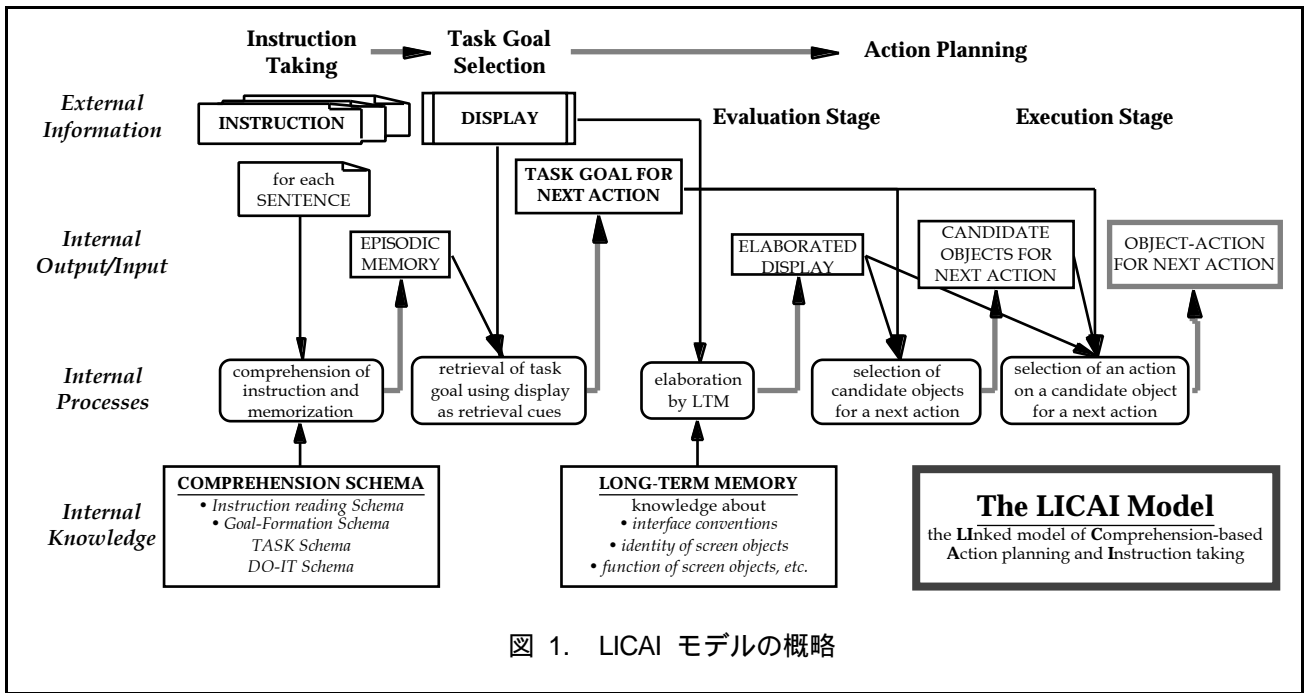 Instruction
Taking
Task Goal
Selection
Action Planning
External
Information
INSTRUCTION
DISPLAY
Evaluation Stage
Execution Stage
for each
SENTENCE
TASK GOAL FOR
NEXT ACTION
Internal
Output/Input
EPISODIC
MEMORY
ELABORATED
DISPLAY
CANDIDATE
OBJECTS FOR
NEXT ACTION
OBJECT-ACTION
FOR NEXT ACTION
Internal
Processes
comprehension of
instruction and
memorization
retrieval of task
goal using display
as retrieval cues
elaboration
by LTM
selection of
candidate objects
for a next action
selection of an action
on a candidate object
for a next action
Internal
Knowledge
COMPREHENSION SCHEMA
• Instruction reading Schema
• Goal-Formation Schema
TASK Schema
DO-IT Schema
LONG-TERM MEMORY
knowledge about
• interface conventions
• identity of screen objects
• function of screen objects, etc.
The LICAI Model
the LInked model of Comprehension-based
Action planning and Instruction taking
図 1. LICAI モデルの概略